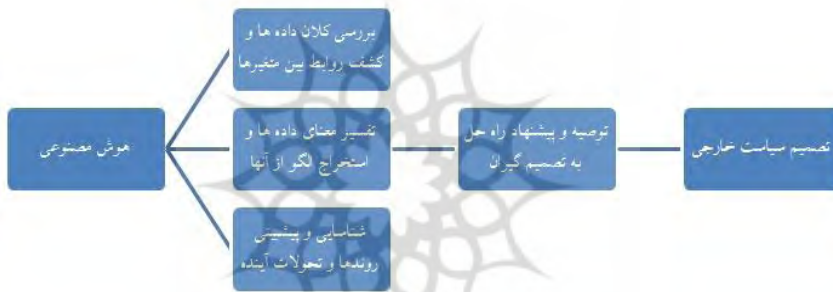 بررسی کلان داده ها و
کشف روابط بین متغیرها
هوش مصنوعی
تفسیر معنای داده ها و
استخراج الگو از آنها
توصیه و پیشنهاد راه حل
به تصمیم گیران
تصمیم سیاست خارجی
شناسایی و پیشبینی
روندها و تحولات آینده